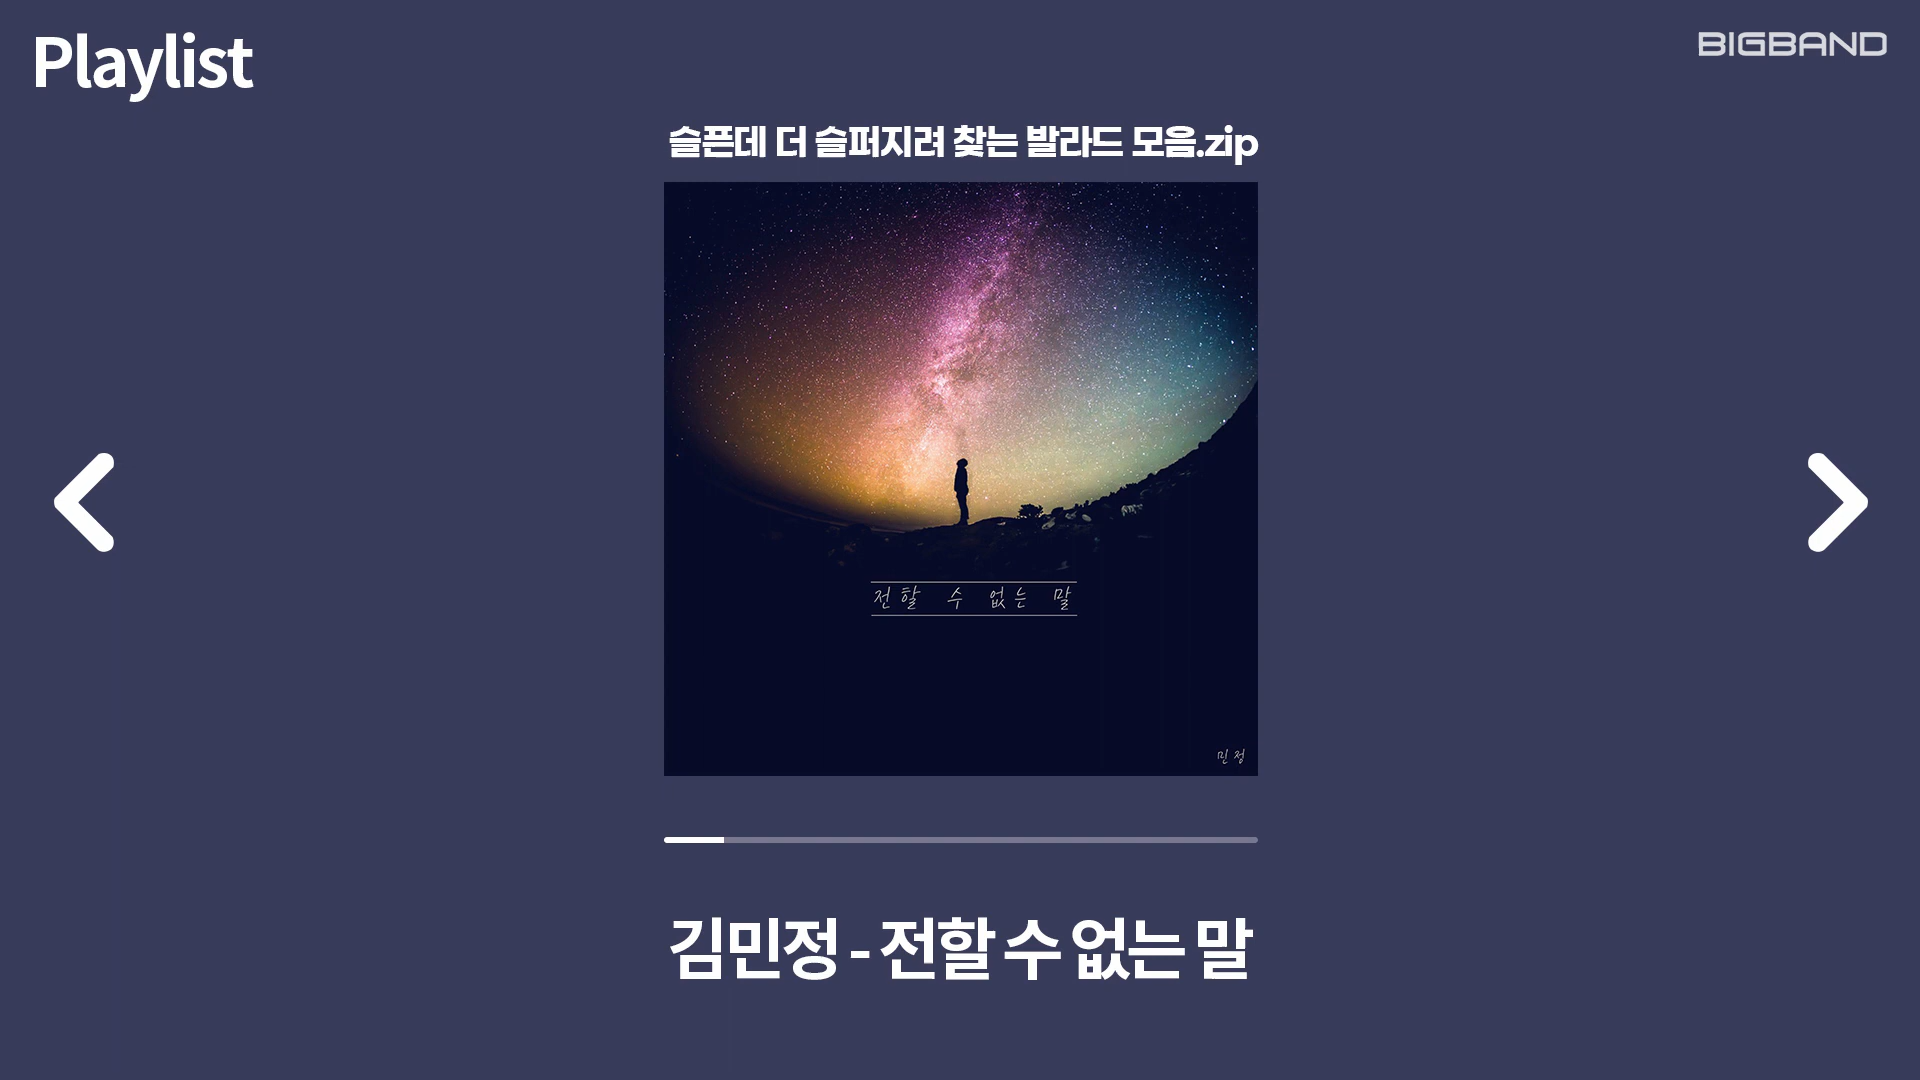 Playlist
BIGBAND
슬픈데 더 슬퍼지려 찾는 발라드 모음.zip
전할 수 없는 말
민정
김민정 - 전할 수 없는 말